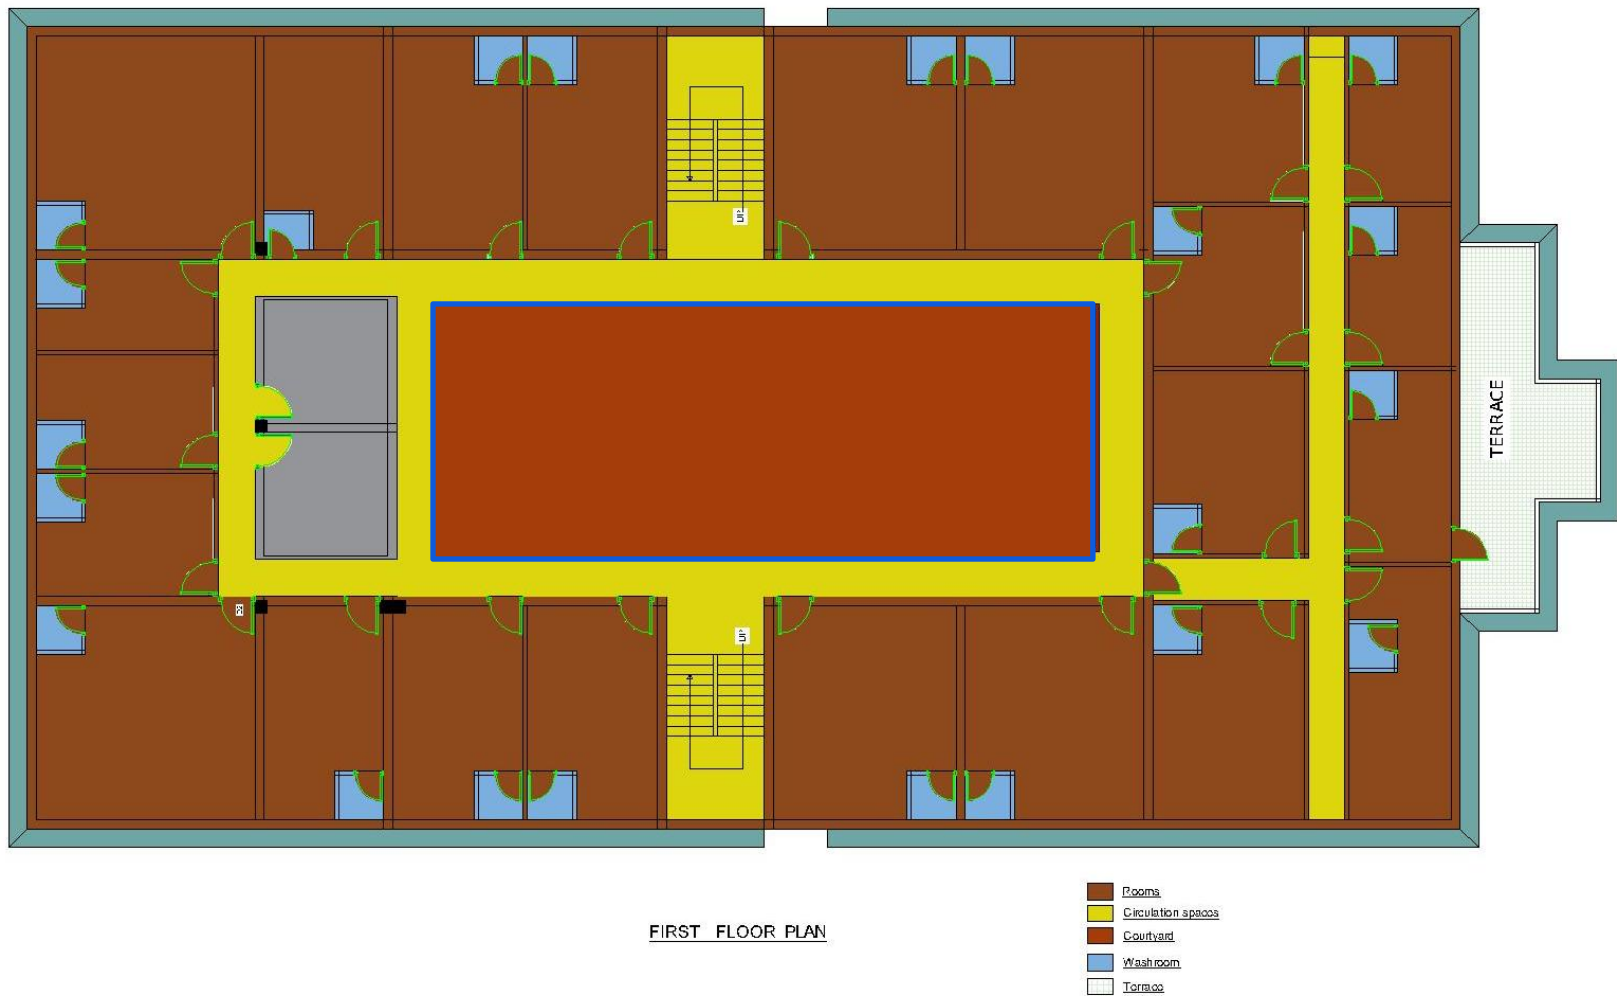 UP
TERRACE
UP
FIRST FLOOR PLAN
Rooms
Circulation spaces
Courtyard
Washroom
Terrace